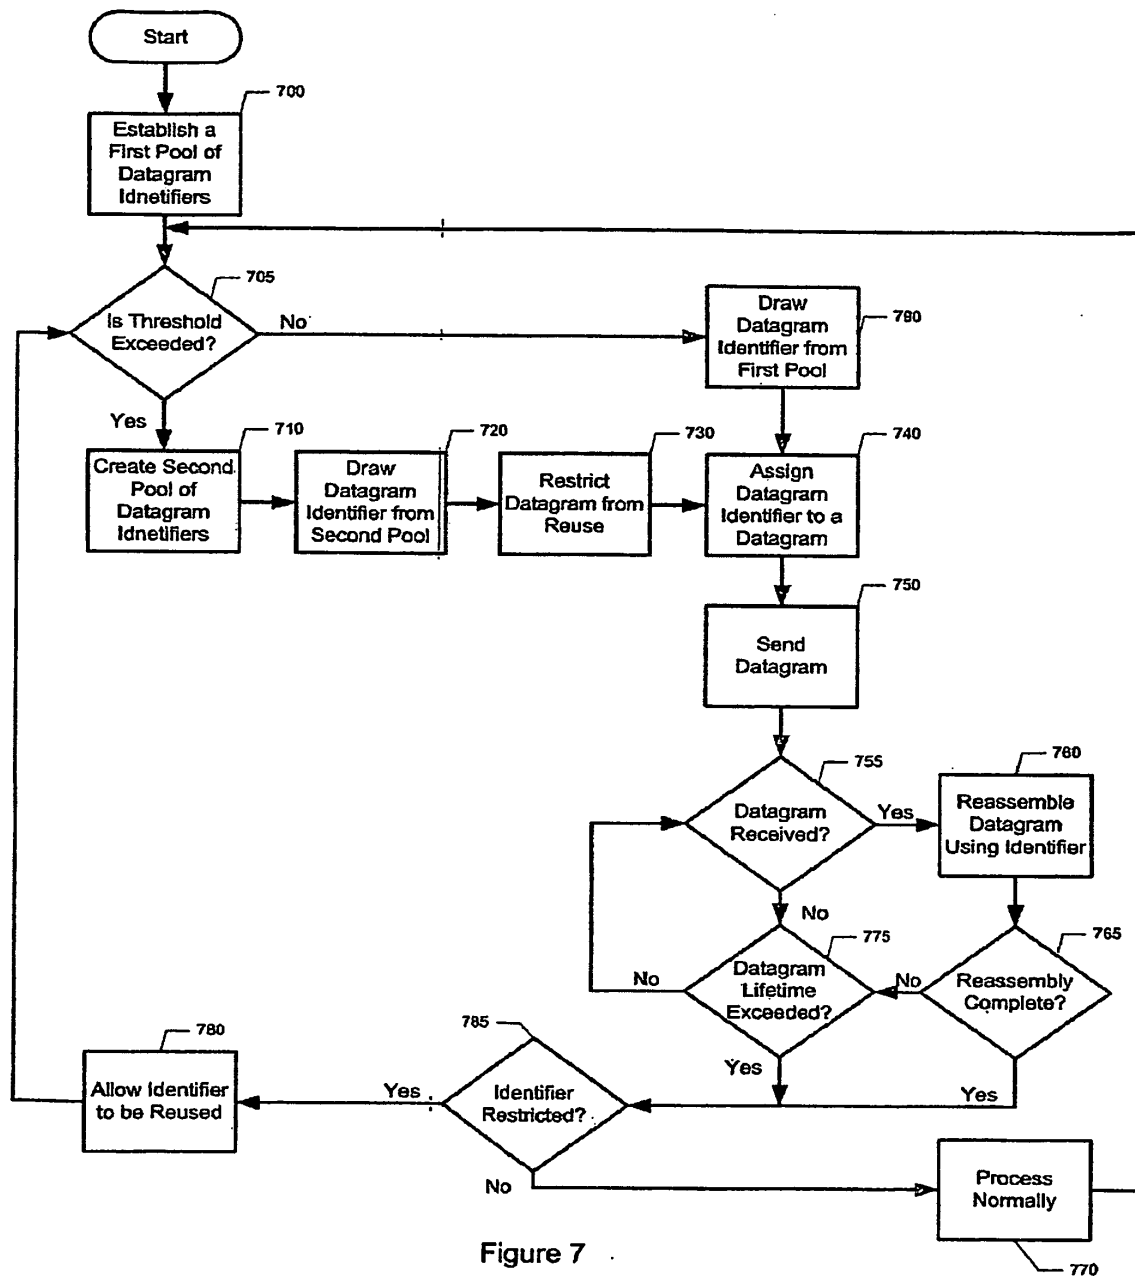 Start
700
Establish a
First Pool of
Datagram
Idnetifiers
705
Is Threshold
Exceeded?
No
Yes
Draw
Datagram
Identifier from
First Pool
790
710
Create Second
Pool of
Datagram
Idnetifiers
720
Draw
Datagram
Identifier from
Second Pool
730
Restrict
Datagram from
Reuse
740
Assign
Datagram
Identifier to a
Datagram
750
Send
Datagram
755
Datagram
Received?
Yes
No
760
Reassemble
Datagram
Using Identifier
765
Reassembly
Complete?
No
Yes
775
Datagram
Lifetime
Exceeded?
No
Yes
785
Identifier
Restricted?
Yes
No
780
Allow Identifier
to be Reused
Process
Normally
770
Figure 7